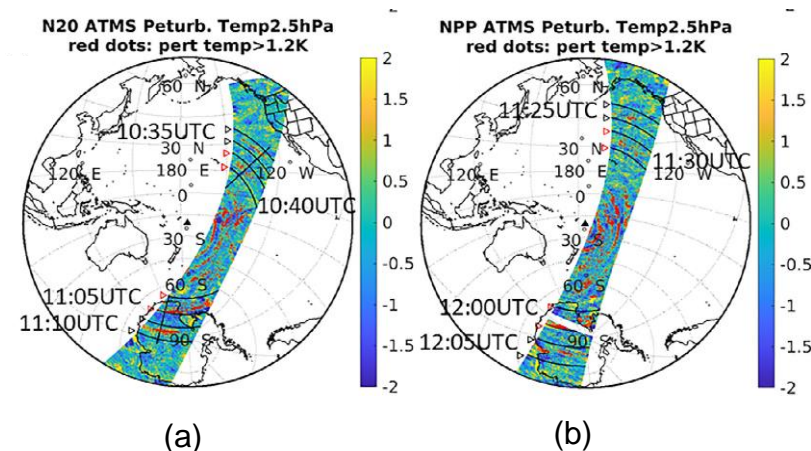 N20 ATMS Peturb. Temp2.5hPa
red dots: pert temp>1.2K
60 N
10:35UTC
30 N
120 E 180 E 120 W
0
10:40UTC
30 S
60 S
11:05UTC
11:10UTC
90 S
2
1.5
1
0.5
0
-0.5
-1
-1.5
-2
(a)
NPP ATMS Peturb. Temp2.5hPa
red dots: pert temp>1.2K
60 N
11:25UTC
30 N
11:30UTC
120 E 180 E 120 W
0
30 S
60 S
12:00UTC
12:05UTC
90 S
2
1.5
1
0.5
0
-0.5
-1
-1.5
-2
(b)